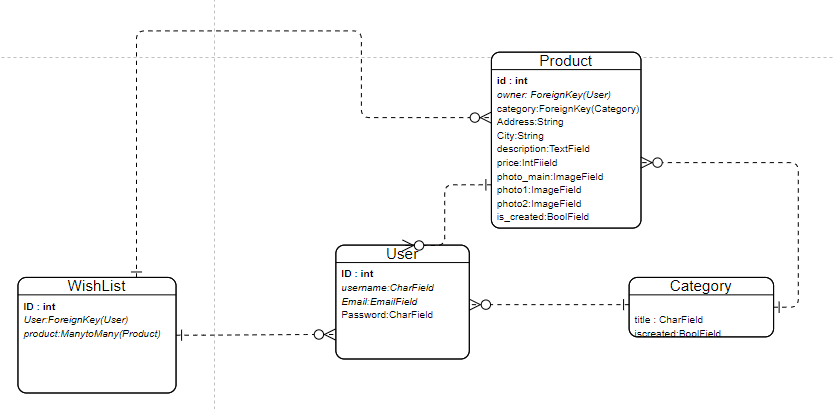 Product
id : int
owner: ForeignKey(User)
category:ForeignKey(Category)
Address:String
City:String
description:TextField
price:IntFiield
photo_main:ImageField
photo1:ImageField
photo2:ImageField
is_created:BoolField
User
ID : int
username:CharField
Email:EmailField
Password:CharField
WishList
ID : int
User:ForeignKey(User)
product:ManytoMany(Product)
Category
title : CharField
iscreated:BoolField